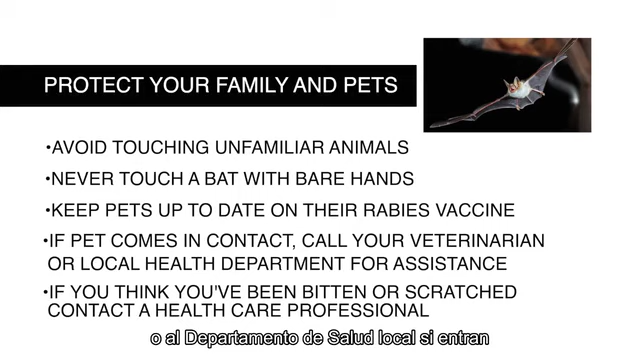 PROTECT YOUR FAMILY AND PETS
•AVOID TOUCHING UNFAMILIAR ANIMALS
•NEVER TOUCH A BAT WITH BARE HANDS
•KEEP PETS UP TO DATE ON THEIR RABIES VACCINE
•IF PET COMES IN CONTACT, CALL YOUR VETERINARIAN
OR LOCAL HEALTH DEPARTMENT FOR ASSISTANCE
•IF YOU THINK YOU'VE BEEN BITTEN OR SCRATCHED
CONTACT A HEALTH CARE PROFESSIONAL
o al Departamento de Salud local si entran